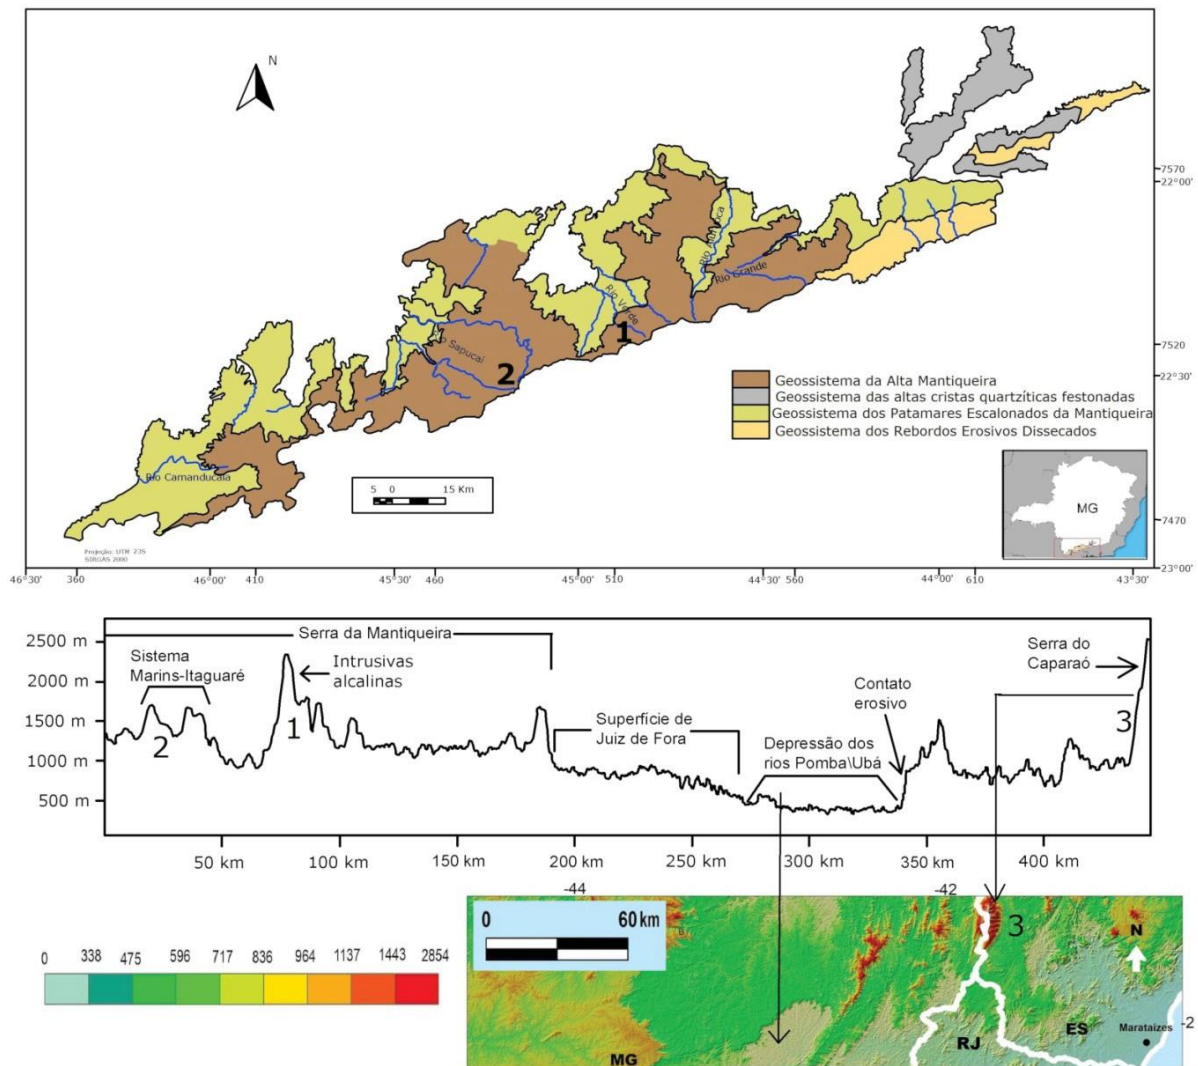 N
7570
22°00'
Rio Aiuruoca
Rio Grande
Rio Verde
1
7520
Rio Sapucaí
2
22°30'
Geossistema da Alta Mantiqueira
Geossistema das altas cristas quartzíticas festonadas
Geossistema dos Patamares Escalonados da Mantiqueira
Geossistema dos Rebordos Erosivos Dissecados
Rio Camanducaia
5 0 15 Km
MG
7470
Projeção: UTM 23S
SIRGAS 2000
23°00'
46°30' 360 46°00' 410 45°30' 460 45°00' 510 44°30' 560 44°00' 610 43°30'
2500 m
Serra da Mantiqueira
Serra do
Caparaó
Sistema
Marins-Itaguaré
Intrusivas
alcalinas
2000 m
Contato
erosivo
1500 m
Superfície de
Juiz de Fora
1
2
3
Depressão dos
rios Pomba\Ubá
1000 m
500 m
50 km 100 km 150 km 200 km 250 km 300 km 350 km 400 km
-44 -42
0 60 km
3
N
0 338 475 596 717 836 964 1137 1443 2854
-2
ES
Marataizes
RJ
MG